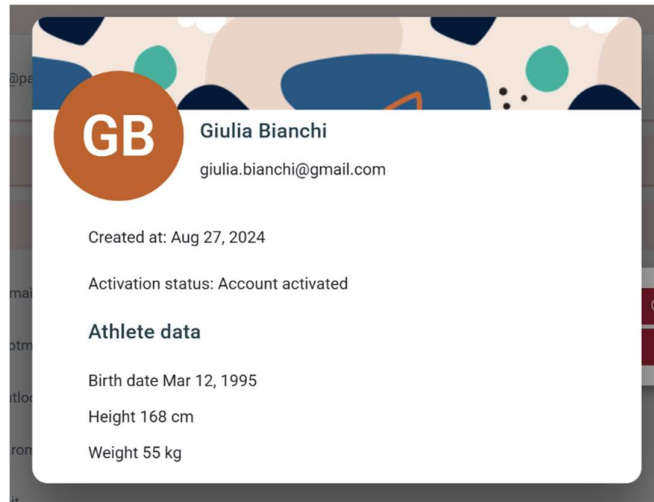 GB
Giulia Bianchi
giulia.bianchi@gmail.com
Created at: Aug 27, 2024
Activation status: Account activated
Athlete data
Birth date Mar 12, 1995
Height 168 cm
Weight 55 kg